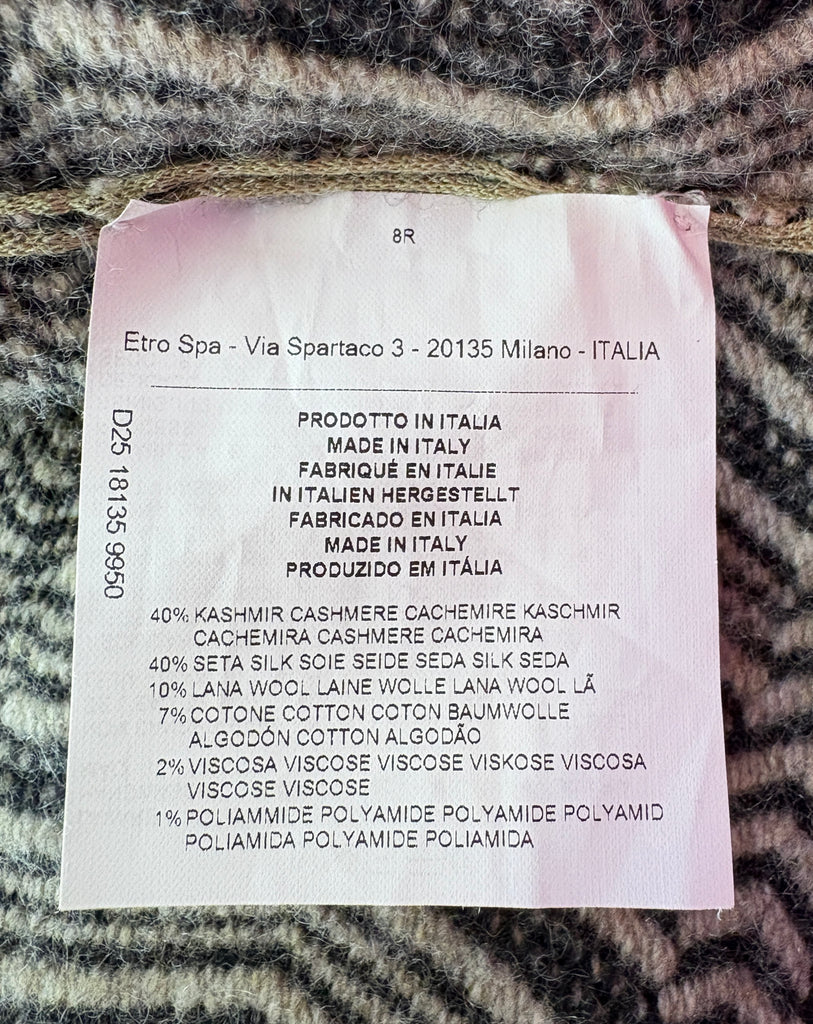 8R
Etro Spa - Via Spartaco 3 - 20135 Milano - ITALIA
D25 18135 9950
PRODOTTO IN ITALIA
MADE IN ITALY
FABRIQUÉ EN ITALIE
IN ITALIEN HERGESTELLT
FABRICADO EN ITALIA
MADE IN ITALY
PRODUZIDO EM ITÁLIA
40% KASHMIR CASHMERE CACHEMIRE KASCHMIR
CACHEMIRA CASHMERE CACHEMIRA
40% SETA SILK SOIE SEIDE SEDA SILK SEDA
10% LANA WOOL LAINE WOLLE LANA WOOL LÃ
7% COTONE COTTON COTON BAUMWOLLE
ALGODÓN COTTON ALGODÃO
2% VISCOSA VISCOSE VISCOSE VISKOSE VISCOSA
VISCOSE VISCOSE
1% POLIAMMIDE POLYAMIDE POLYAMIDE POLYAMID
POLIAMIDA POLYAMIDE POLIAMIDA